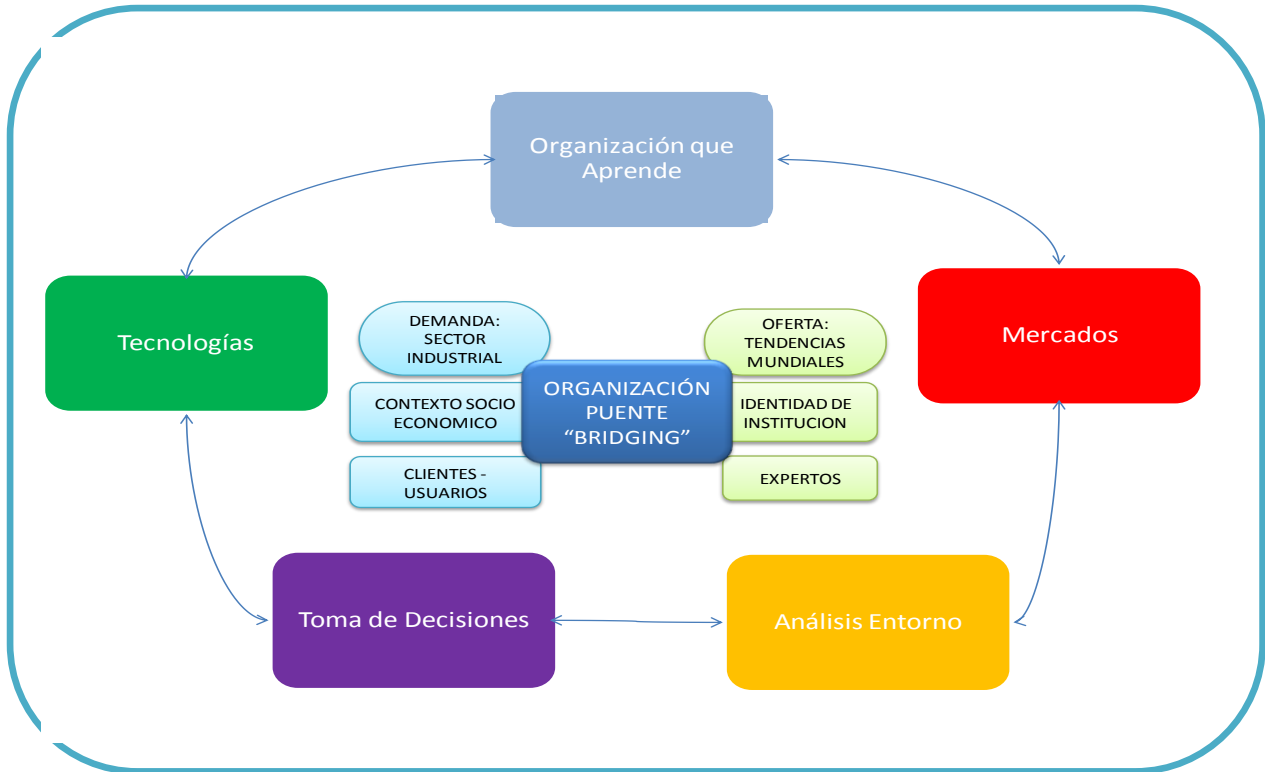 Organización que
Aprende
Tecnologías
Mercados
DEMANDA:
SECTOR
INDUSTRIAL
OFERTA:
TENDENCIAS
MUNDIALES
ORGANIZACIÓN
PUENTE
“BRIDGING”
CONTEXTO SOCIO
ECONOMICO
IDENTIDAD DE
INSTITUCION
CLIENTES -
USUARIOS
EXPERTOS
Toma de Decisiones
Análisis Entorno